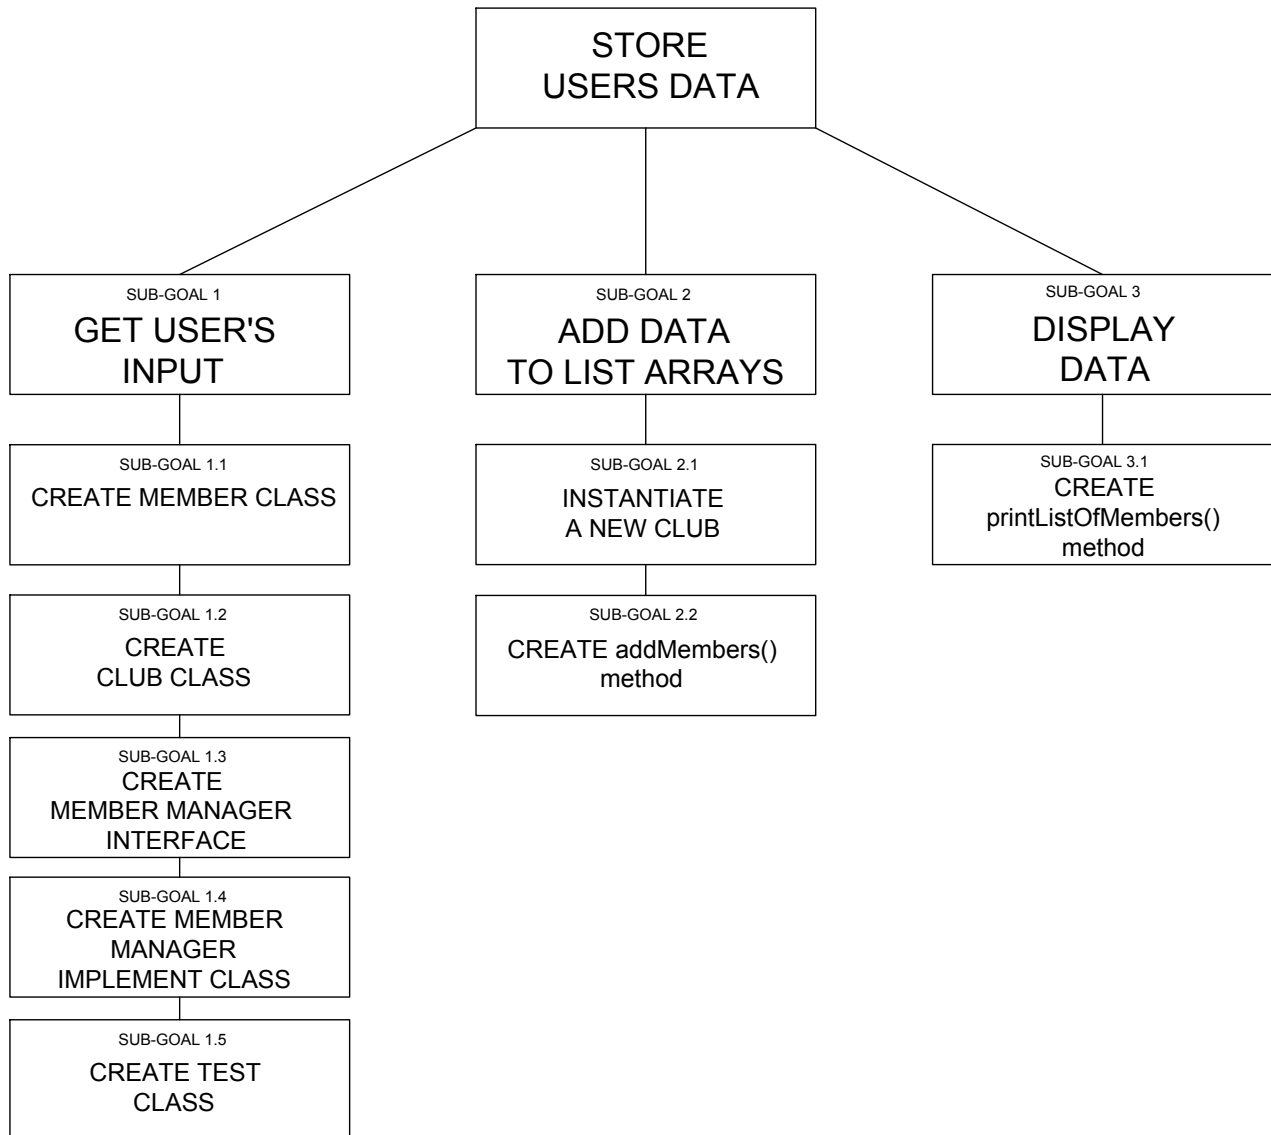 STORE
USERS DATA
SUB-GOAL 1
GET USER'S
INPUT
SUB-GOAL 2
ADD DATA
TO LIST ARRAYS
SUB-GOAL 3
DISPLAY
DATA
SUB-GOAL 1.1
CREATE MEMBER CLASS
SUB-GOAL 2.1
INSTANTIATE
A NEW CLUB
SUB-GOAL 3.1
CREATE
printListOfMembers()
method
SUB-GOAL 1.2
CREATE
CLUB CLASS
SUB-GOAL 2.2
CREATE addMembers()
method
SUB-GOAL 1.3
CREATE
MEMBER MANAGER
INTERFACE
SUB-GOAL 1.4
CREATE MEMBER
MANAGER
IMPLEMENT CLASS
SUB-GOAL 1.5
CREATE TEST
CLASS